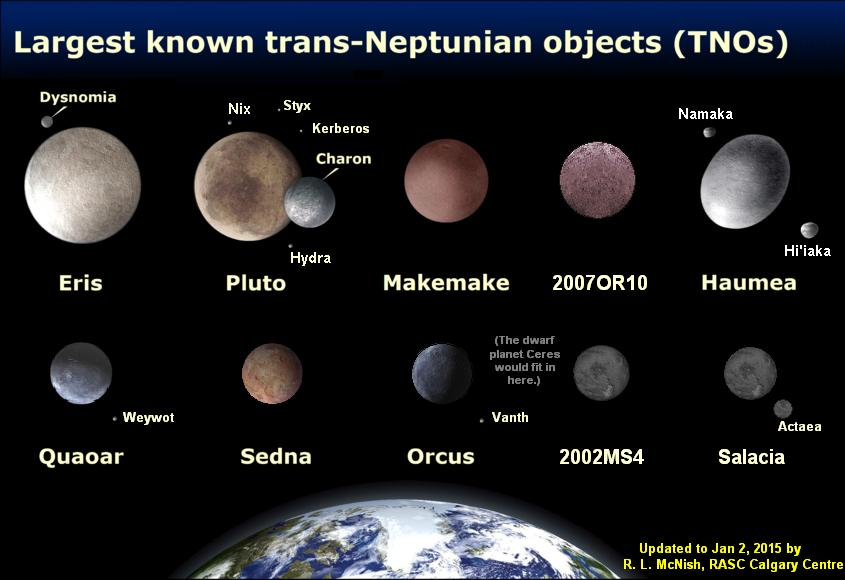 Largest known trans-Neptunian objects (TNOs)
Dysnomia
Nix
Styx
Kerberos
Charon
Hydra
Namaka
Hi'iaka
Eris
Pluto
Makemake
2007OR10
Haumea
(The dwarf
planet Ceres
would fit in
here.)
Weywot
Vanth
Actaea
Quaoar
Sedna
Orcus
2002MS4
Salacia
Updated to Jan 2, 2015 by
R. L. McNish, RASC Calgary Centre